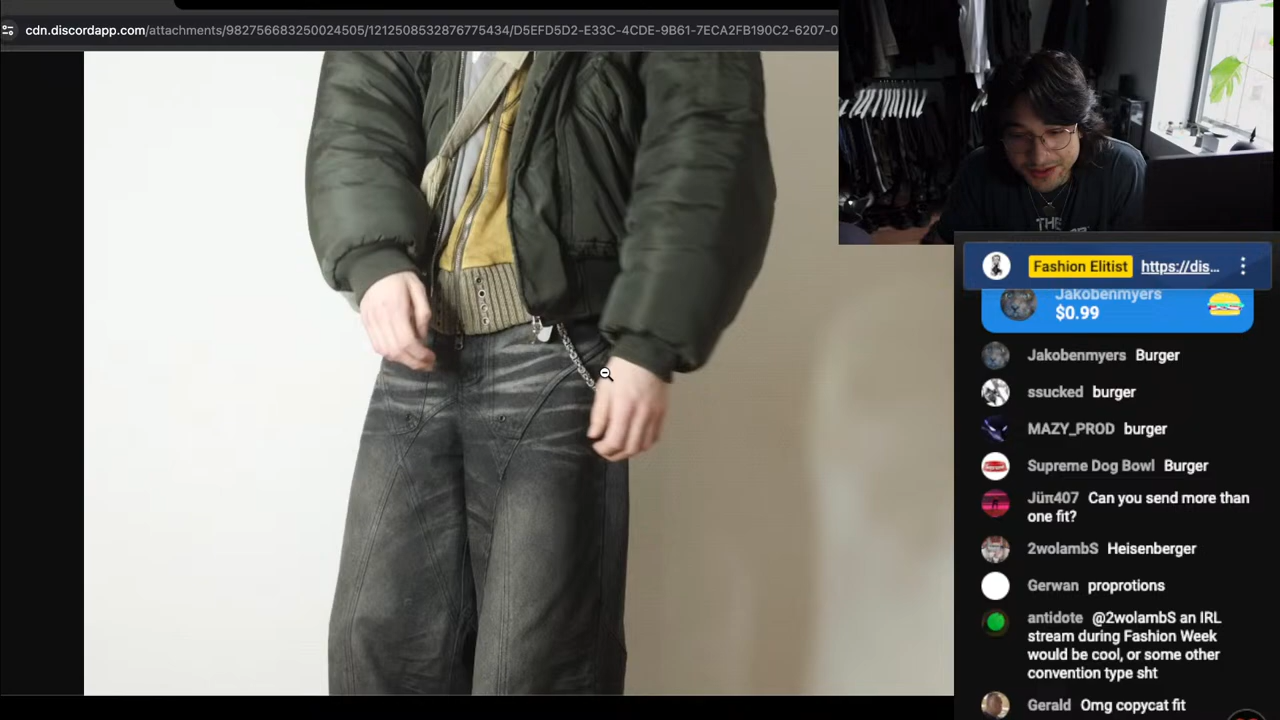 cdn.discordapp.com/attachments/982756683250024505/1212508532876775434/D5EFD5D2-E33C-4CDE-9B61-7ECA2FB190C2-6207-0
THE
Fashion Elitist https://dis...
Jakobenmyers
$0.99
Jakobenmyers Burger
ssucked burger
MAZY_PROD burger
Supreme Dog Bowl Burger
Jüπ407 Can you send more than
one fit?
2wolambS Heisenberger
Gerwan proprotions
antidote @2wolambS an IRL
stream during Fashion Week
would be cool, or some other
convention type sht
Gerald Omg copycat fit